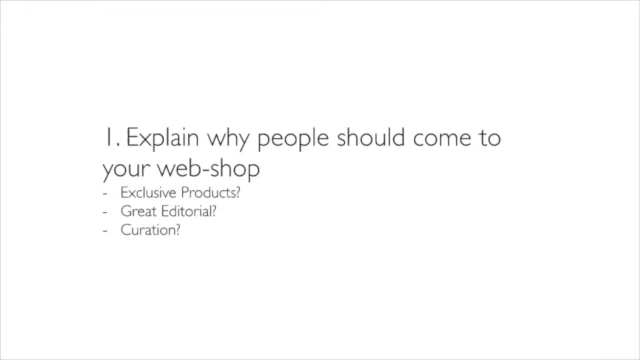 1. Explain why people should come to
your web-shop
- Exclusive Products?
- Great Editorial?
- Curation?